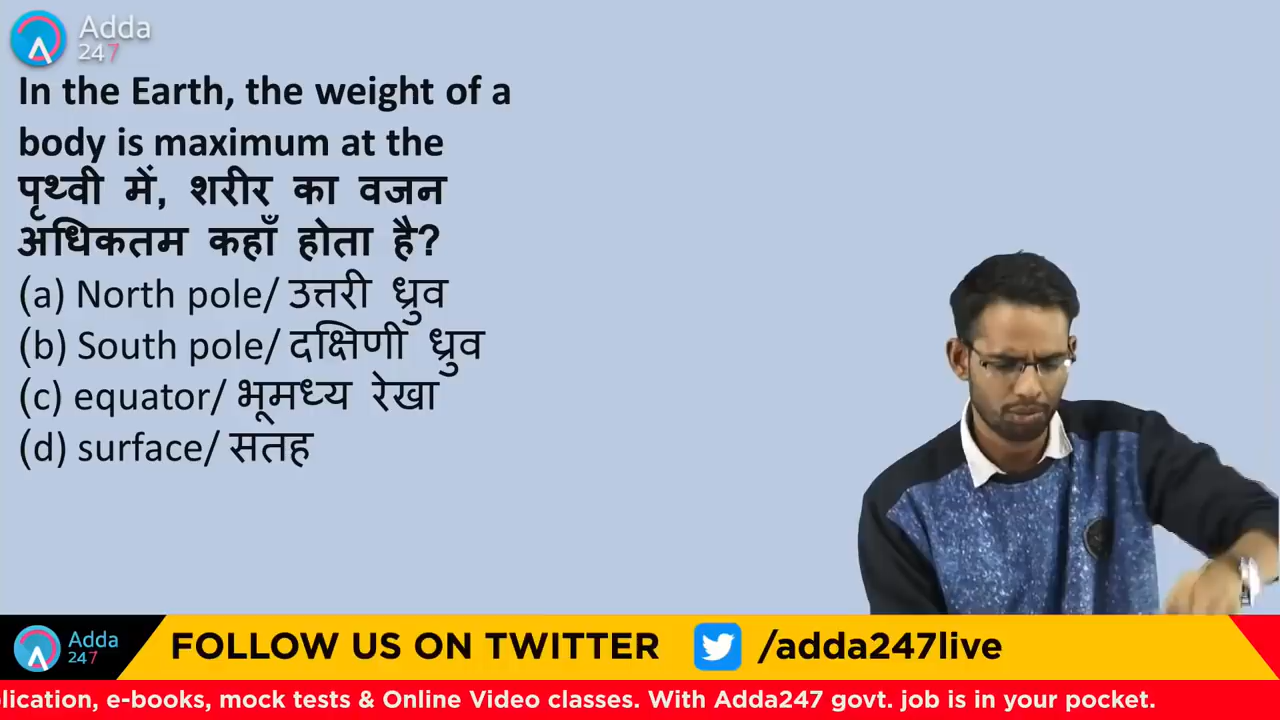 Adda
247
In the Earth, the weight of a
body is maximum at the
पृथ्वी में, शरीर का वजन
अधिकतम कहाँ होता है?
(a) North pole/ उत्तरी ध्रुव
(b) South pole/ दक्षिणी ध्रुव
(c) equator/ भूमध्य रेखा
(d) surface/ सतह
Adda
247
FOLLOW US ON TWITTER /adda247live
plication, e-books, mock tests & Online Video classes. With Adda247 govt. job is in your pocket.